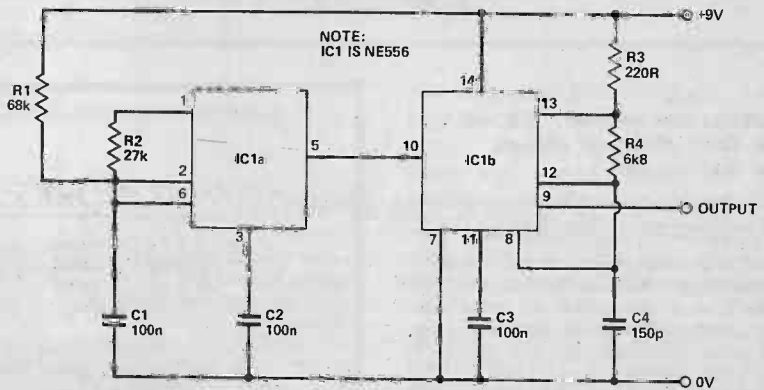 +9V
NOTE:
IC1 IS NE556
R3
220R
14
R1
68k
1
13
R2
27k
R4
6k8
5
10
IC1a
IC1b
2
12
6
9
OUTPUT
3
7
11
8
C1
100n
C2
100n
C3
100n
C4
150p
0V